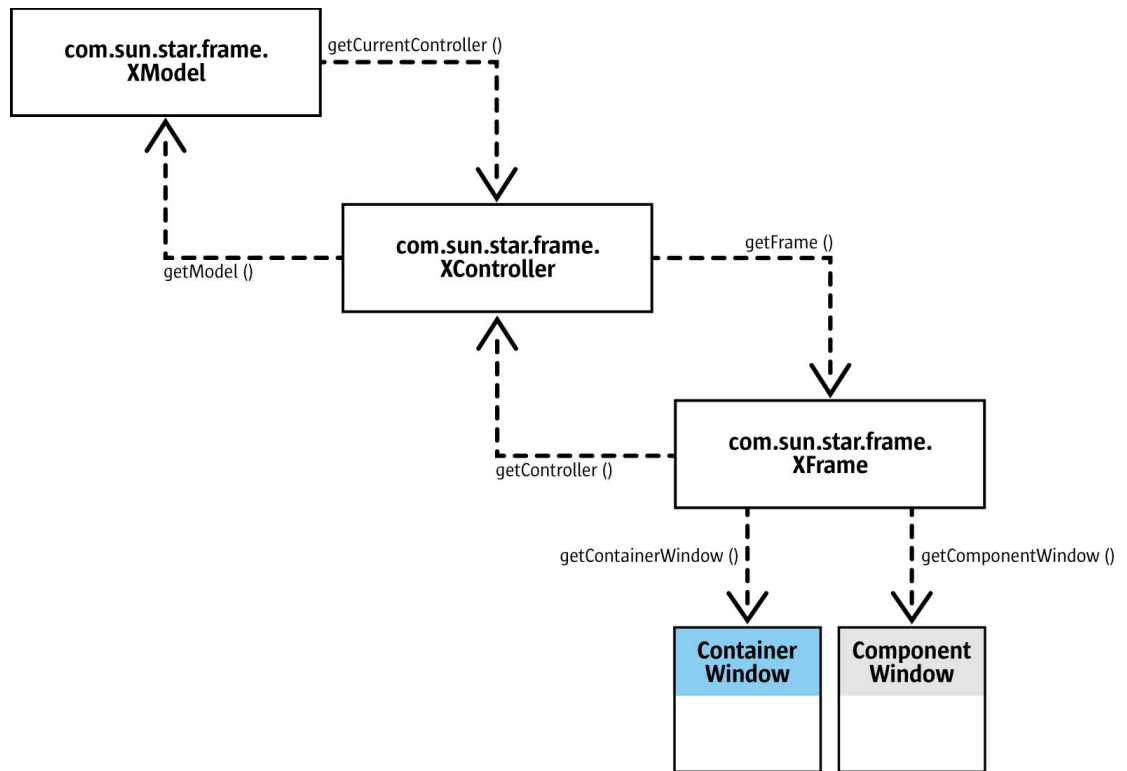 com.sun.star.frame.
XModel
getCurrentController ()
com.sun.star.frame.
XController
getModel ()
getFrame ()
com.sun.star.frame.
XFrame
getController ()
getContainerWindow ()
getComponentWindow ()
Container
Window
Component
Window